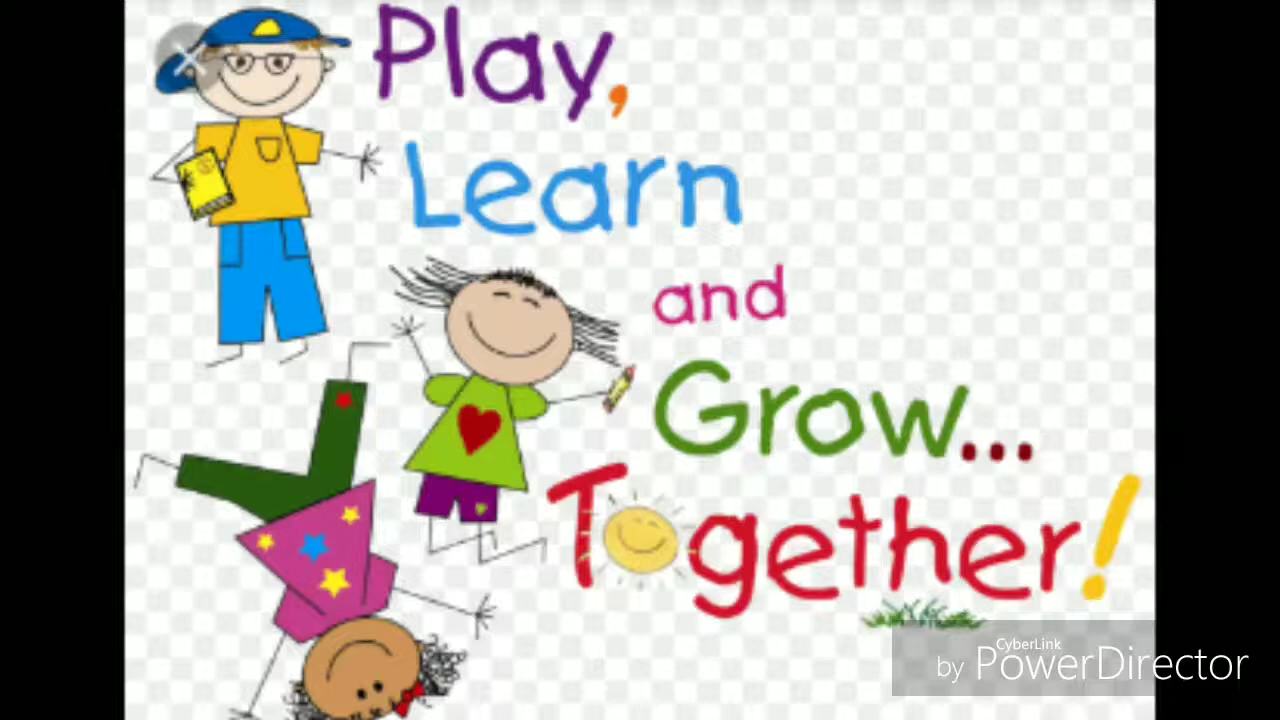 Play,
Learn
and
Grow...
Together!
CyberLink
by PowerDirector